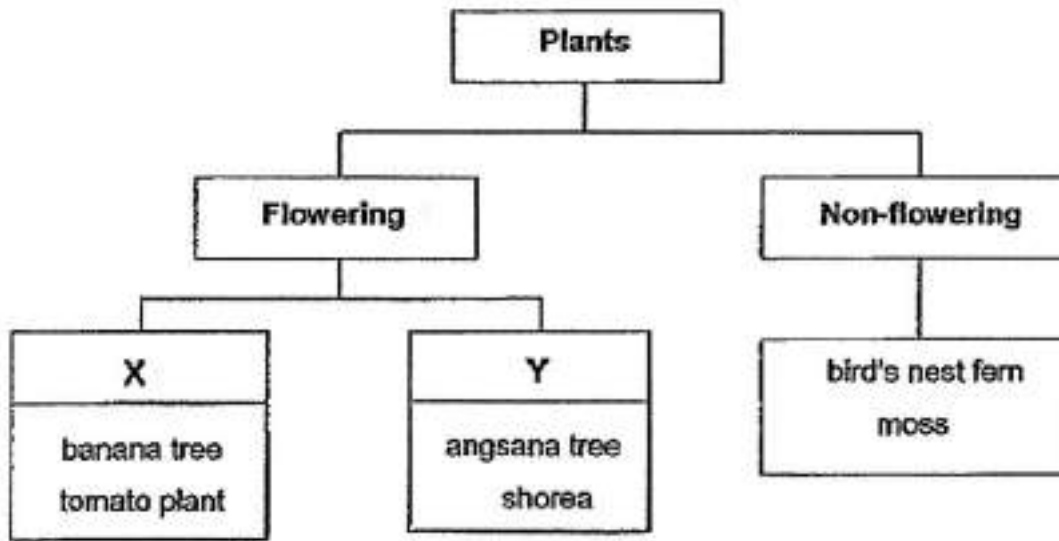 Plants
Flowering
Non-flowering
X
banana tree
tomato plant
Y
angsana tree
shorea
bird's nest fern
moss